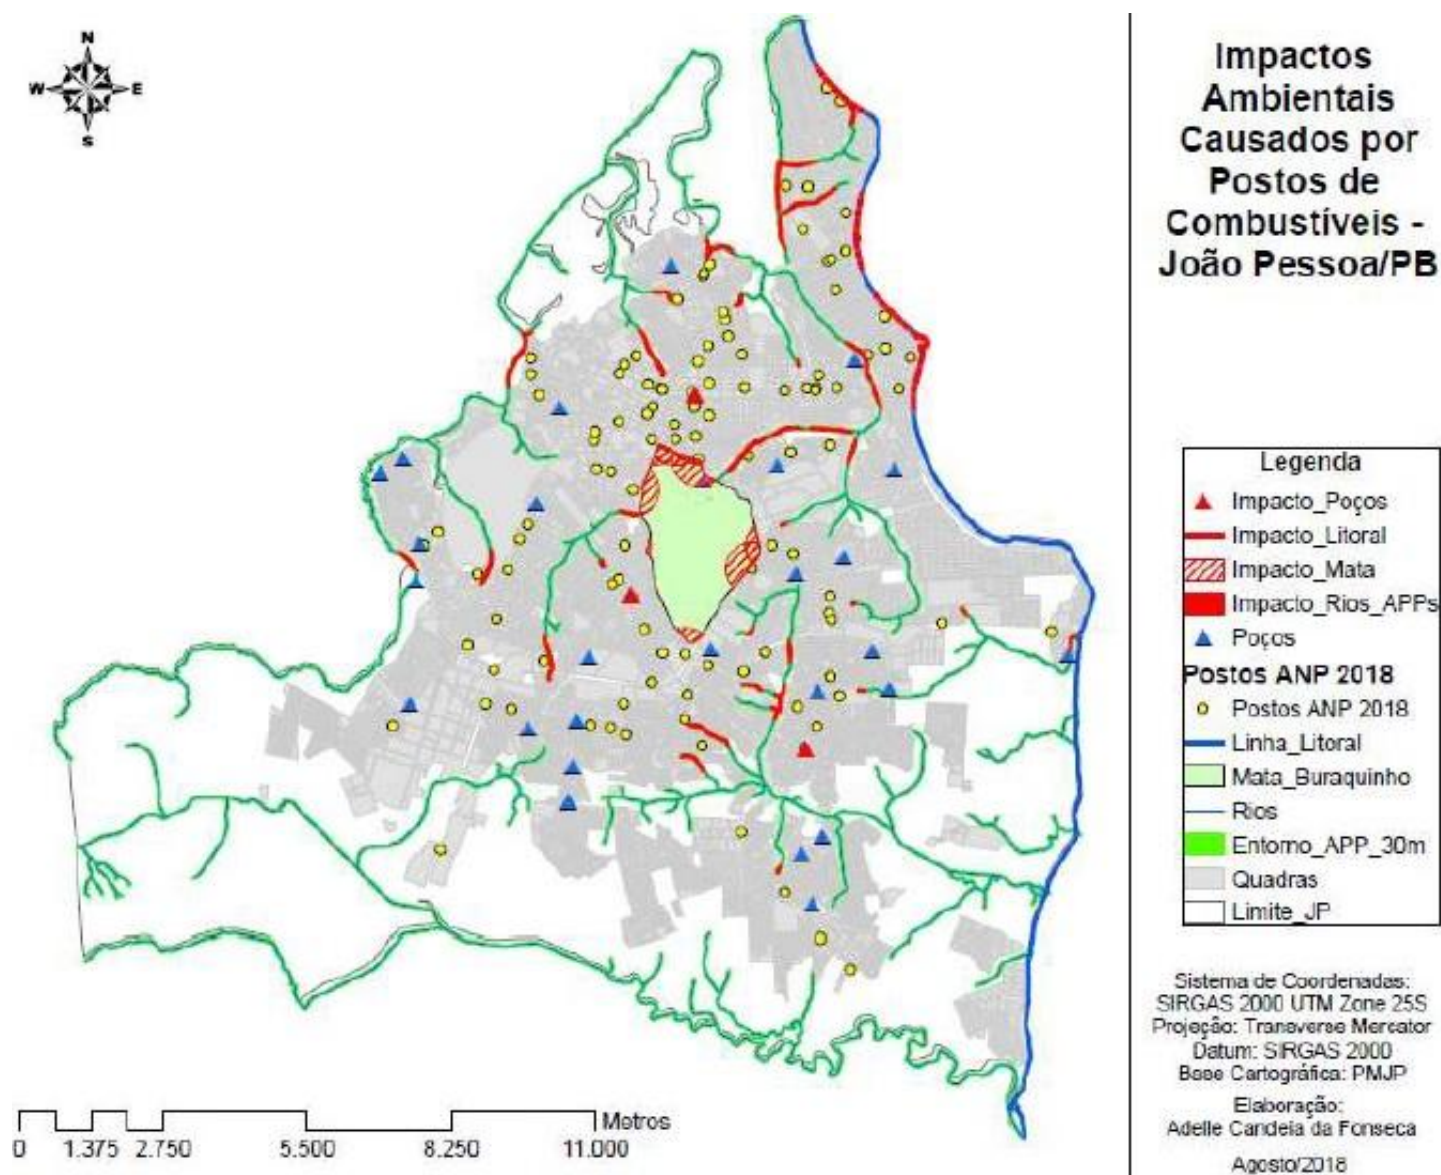 N
W
E
S
Impactos
Ambientais
Causados por
Postos de
Combustíveis -
João Pessoa/PB
Legenda
Impacto_Poços
Impacto_Litoral
Impacto_Mata
Impacto_Rios_APPs
Poços
Postos ANP 2018
Postos ANP 2018
Linha_Litoral
Mata_Buraquinho
Rios
Entorno_APP_30m
Quadras
Limite_JP
Sistema de Coordenadas:
SIRGAS 2000 UTM Zone 25S
Projeção: Transverse Mercator
Datum: SIRGAS 2000
Base Cartográfica: PMJP
Elaboração:
Adelle Candeia da Fonseca
Agosto/2018
Metros
0 1.375 2.750 5.500 8.250 11.000